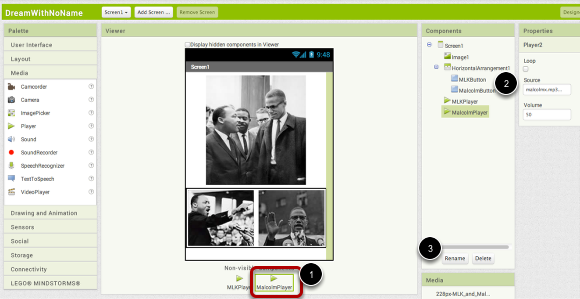 DreamWithNoName
Screen1
Add Screen ...
Remove Screen
Design
Palette
Viewer
Components
Properties
User Interface
Layout
Media
Camcorder
Camera
ImagePicker
Player
Sound
SoundRecorder
SpeechRecognizer
TextToSpeech
VideoPlayer
Drawing and Animation
Sensors
Social
Storage
Connectivity
LEGO® MINDSTORMS®
Display hidden components in Viewer
9:48
Screen1
Non-vis
MLKPlaye
MalcolmPlayer
1
Screen1
Image1
HorizontalArrangement1
MLKButton
MalcolmButton
MLKPlayer
MalcolmPlayer
2
3
Rename
Delete
Media
228px-MLK_and_Mal...
Player2
Loop
Source
malcolmx.mp3...
Volume
50